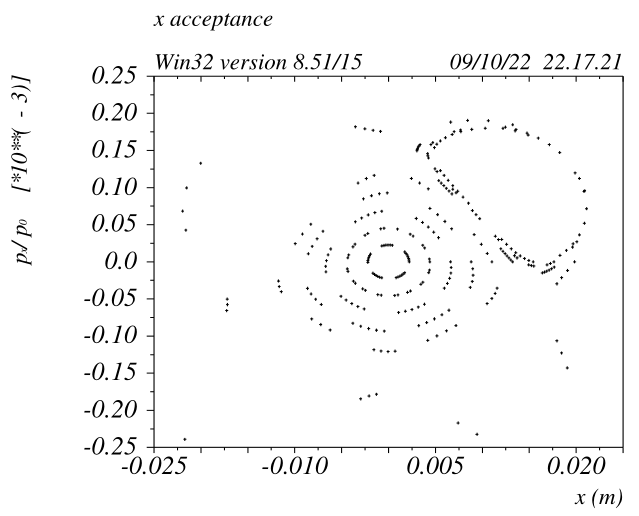 x acceptance
Win32 version 8.51/15 09/10/22 22.17.21
0.25
0.20
0.15
0.10
0.05
0.0
-0.05
-0.10
-0.15
-0.20
-0.25
pₓ/p₀ [*10**( - 3)]
-0.025 -0.010 0.005 0.020
x (m)